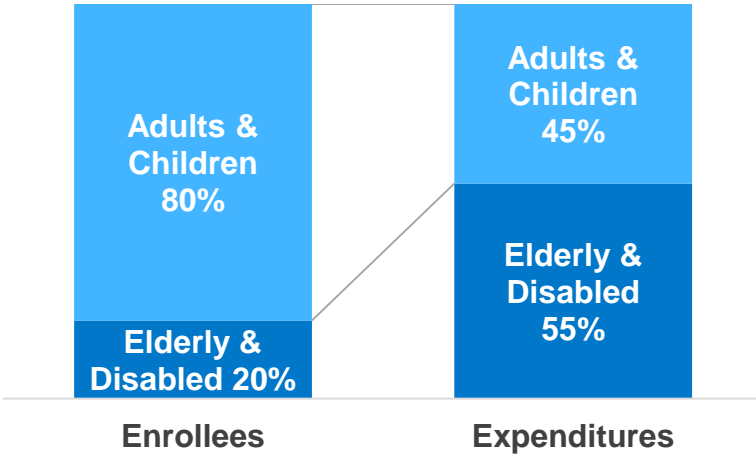 Adults &
Children
80%
Elderly &
Disabled 20%
Adults &
Children
45%
Elderly &
Disabled
55%
Enrollees
Expenditures